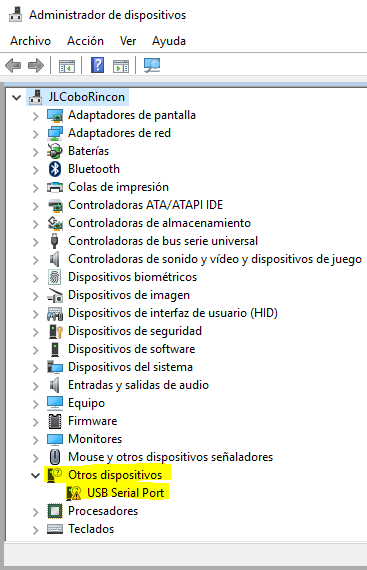 Administrador de dispositivos
Archivo Acción Ver Ayuda
JLCoboRincon
Adaptadores de pantalla
Adaptadores de red
Baterías
Bluetooth
Colas de impresión
Controladoras ATA/ATAPI IDE
Controladoras de almacenamiento
Controladoras de bus serie universal
Controladoras de sonido y vídeo y dispositivos de juego
Dispositivos biométricos
Dispositivos de imagen
Dispositivos de interfaz de usuario (HID)
Dispositivos de seguridad
Dispositivos de software
Dispositivos del sistema
Entradas y salidas de audio
Equipo
Firmware
Monitores
Mouse y otros dispositivos señaladores
Otros dispositivos
USB Serial Port
Procesadores
Teclados